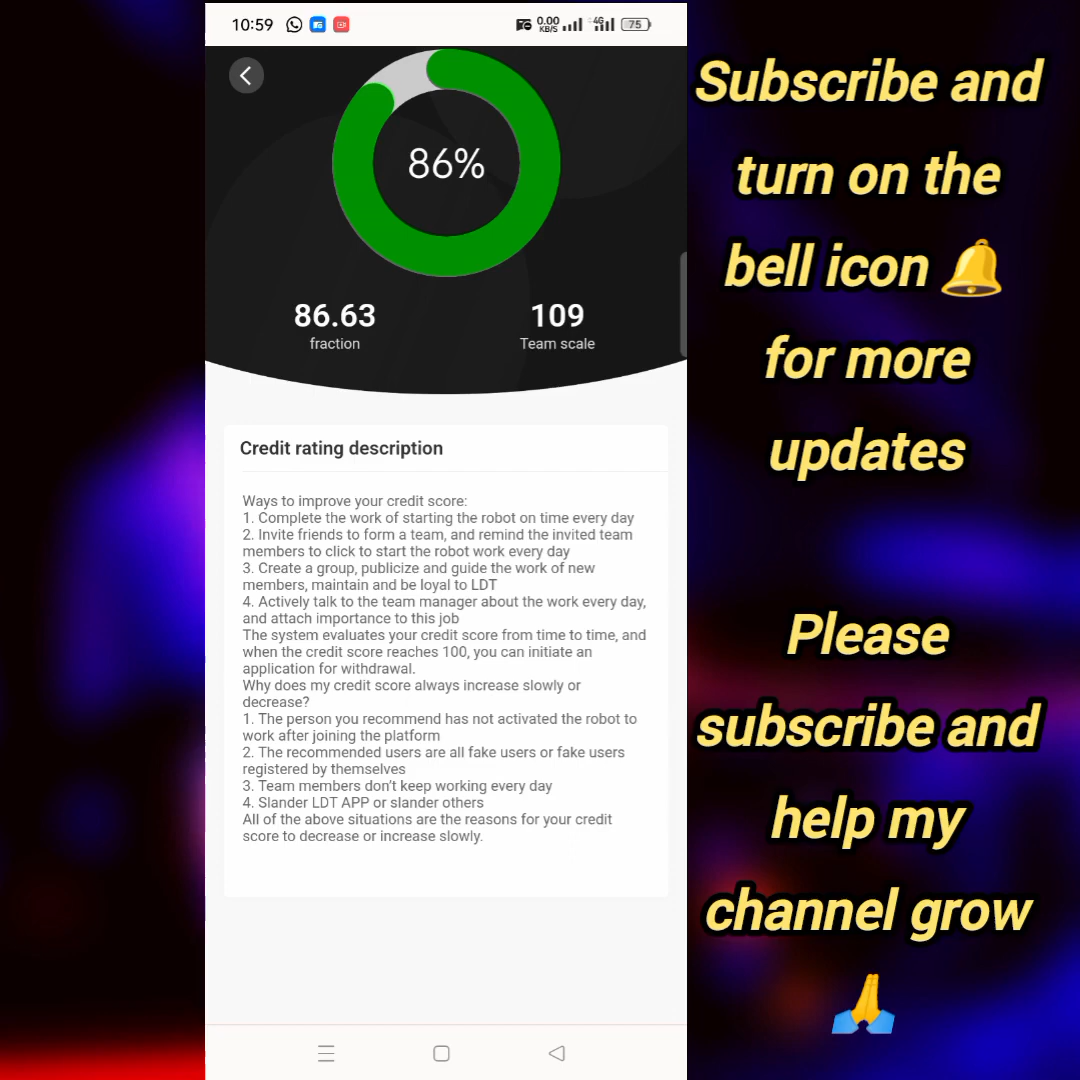 10:59
0.00
KB/S
4G
75
86%
86.63
109
fraction
Team scale
Credit rating description
Ways to improve your credit score:
1. Complete the work of starting the robot on time every day
2. Invite friends to form a team, and remind the invited team
members to click to start the robot work every day
3. Create a group, publicize and guide the work of new
members, maintain and be loyal to LDT
4. Actively talk to the team manager about the work every day,
and attach importance to this job
The system evaluates your credit score from time to time, and
when the credit score reaches 100, you can initiate an
application for withdrawal.
Why does my credit score always increase slowly or
decrease?
1. The person you recommend has not activated the robot to
work after joining the platform
2. The recommended users are all fake users or fake users
registered by themselves
3. Team members don't keep working every day
4. Slander LDT APP or slander others
All of the above situations are the reasons for your credit
score to decrease or increase slowly.
Subscribe and
turn on the
bell icon 🔔
for more
updates
Please
subscribe and
help my
channel grow
🙏